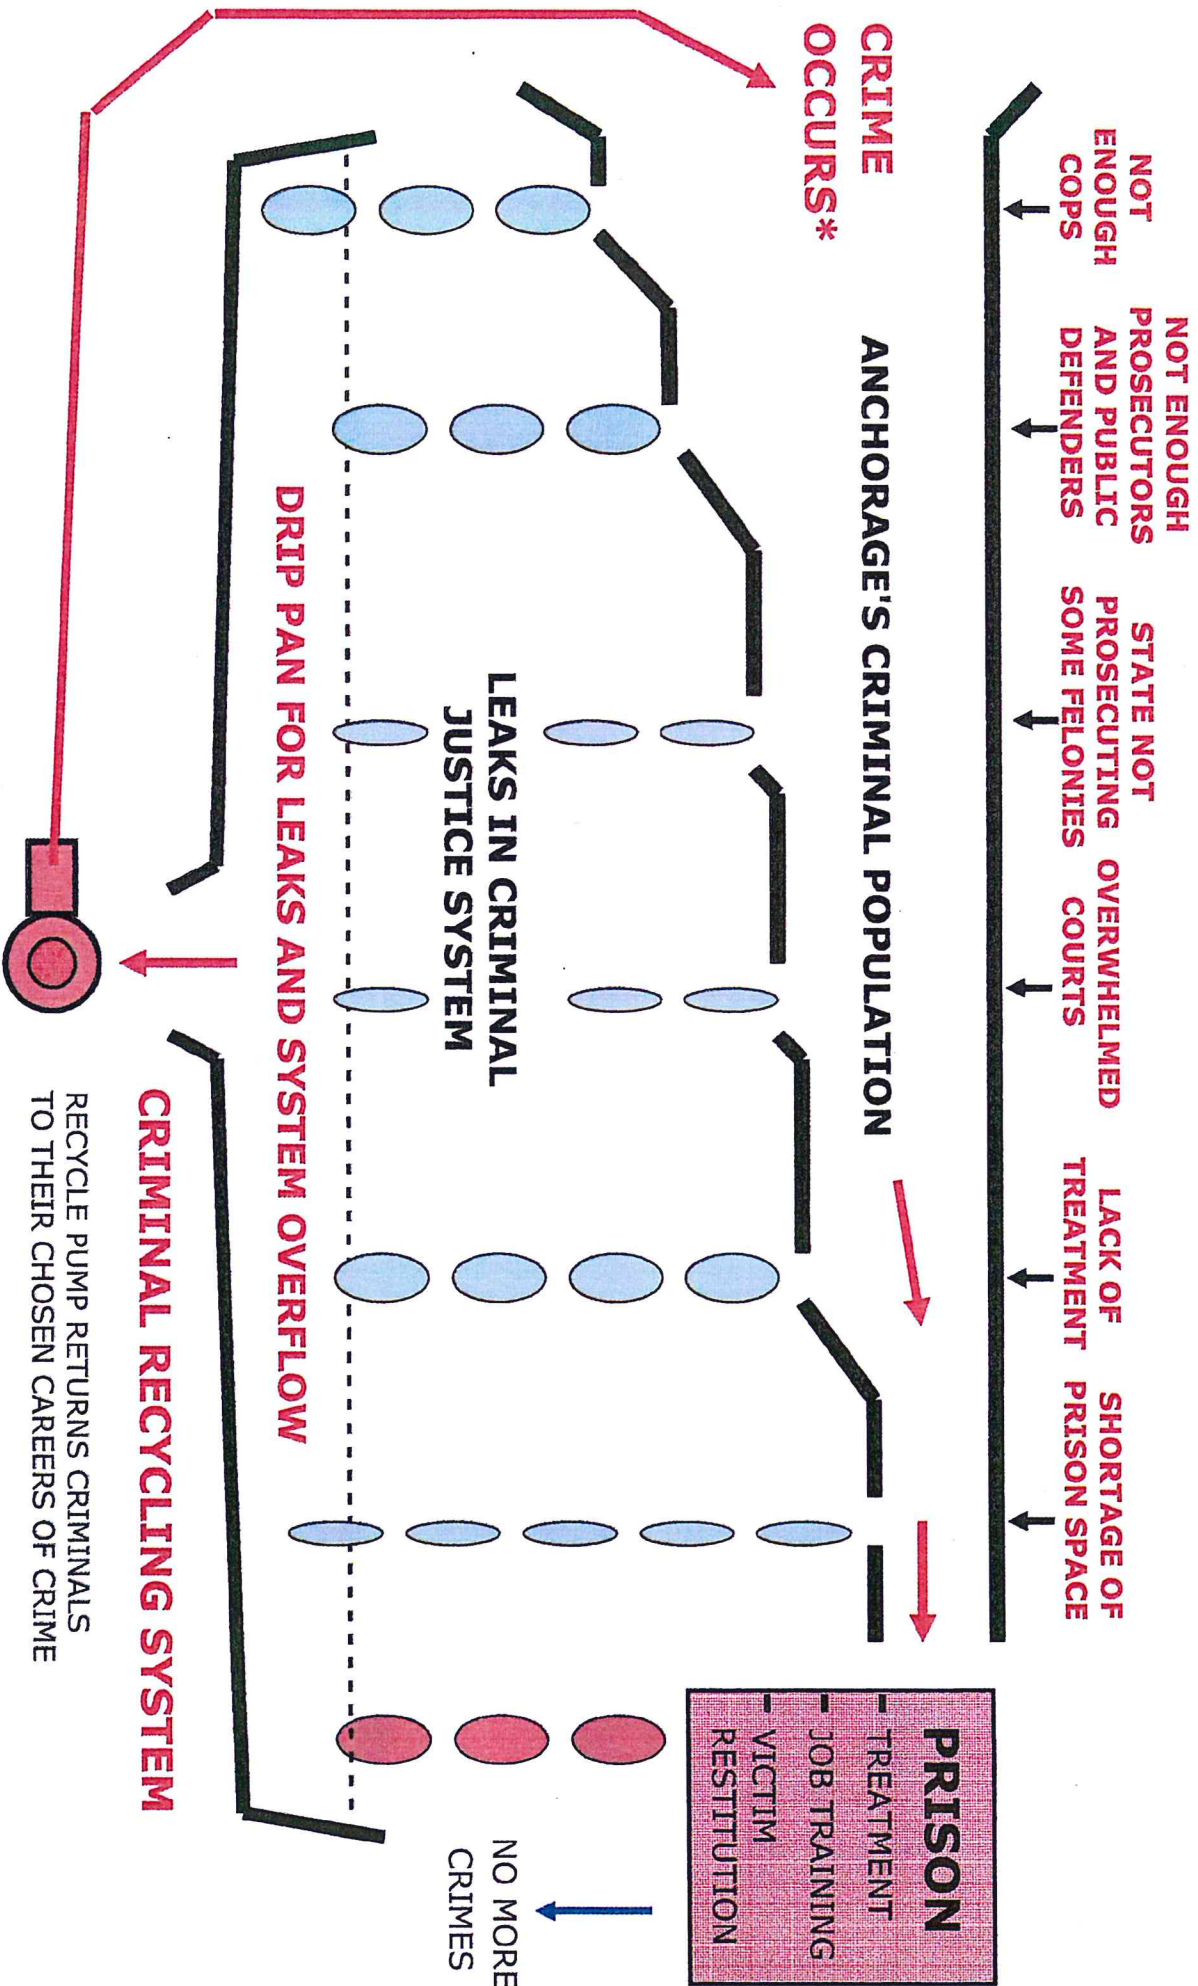 NOT
ENOUGH
COPS
NOT ENOUGH
PROSECUTORS
AND PUBLIC
DEFENDERS
STATE NOT
PROSECUTING
SOME FELONIES
OVERWHELMED
COURTS
LACK OF
TREATMENT
SHORTAGE OF
PRISON SPACE
CRIME
OCCURS*
ANCHORAGE'S CRIMINAL POPULATION
PRISON
- TREATMENT
- JOB TRAINING
- VICTIM
RESTITUTION
LEAKS IN CRIMINAL
JUSTICE SYSTEM
NO MORE
CRIMES
DRIP PAN FOR LEAKS AND SYSTEM OVERFLOW
CRIMINAL RECYCLING SYSTEM
RECYCLE PUMP RETURNS CRIMINALS
TO THEIR CHOSEN CAREERS OF CRIME